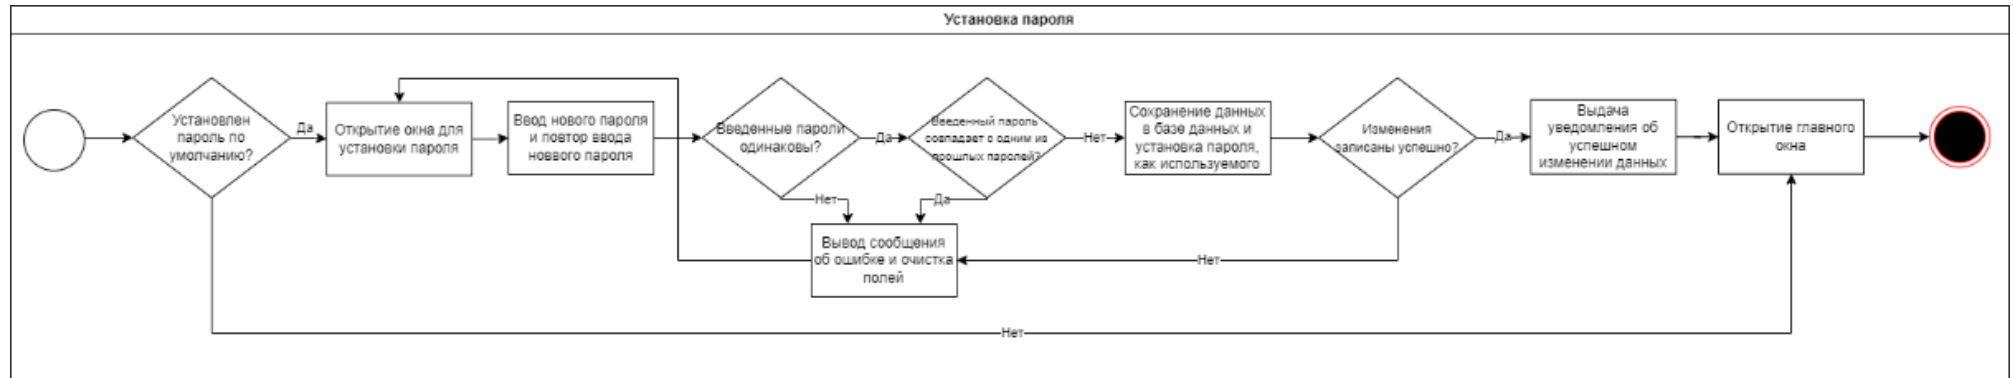 Установка пароля
Установлен
пароль по
умолчанию?
Да
Открытие окна для
установки пароля
Ввод нового пароля
и повтор ввода
новвого пароля
Введенные пароли
одинаковы?
Да
Введенный пароль
совпадает с одним из
прошлых паролей?
Нет
Сохранение данных
в базе данных и
установка пароля,
как используемого
Изменения
записаны успешно?
Да
Выдача
уведомления об
успешном
изменении данных
Открытие главного
окна
Нет
Да
Вывод сообщения
об ошибке и очистка
полей
Нет
Нет